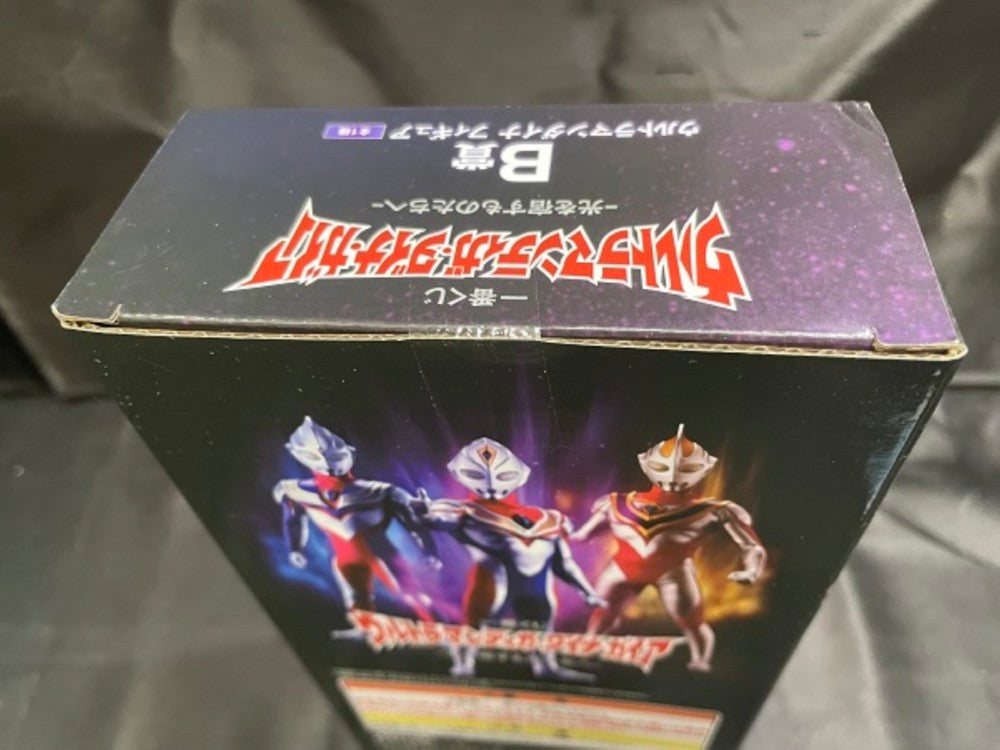 一番くじ
ウルトラマンティガ・ダイナ・ガイア
–光を宿すものたちへ–
B賞
ウルトラマンダイナ フィギュア 全1種